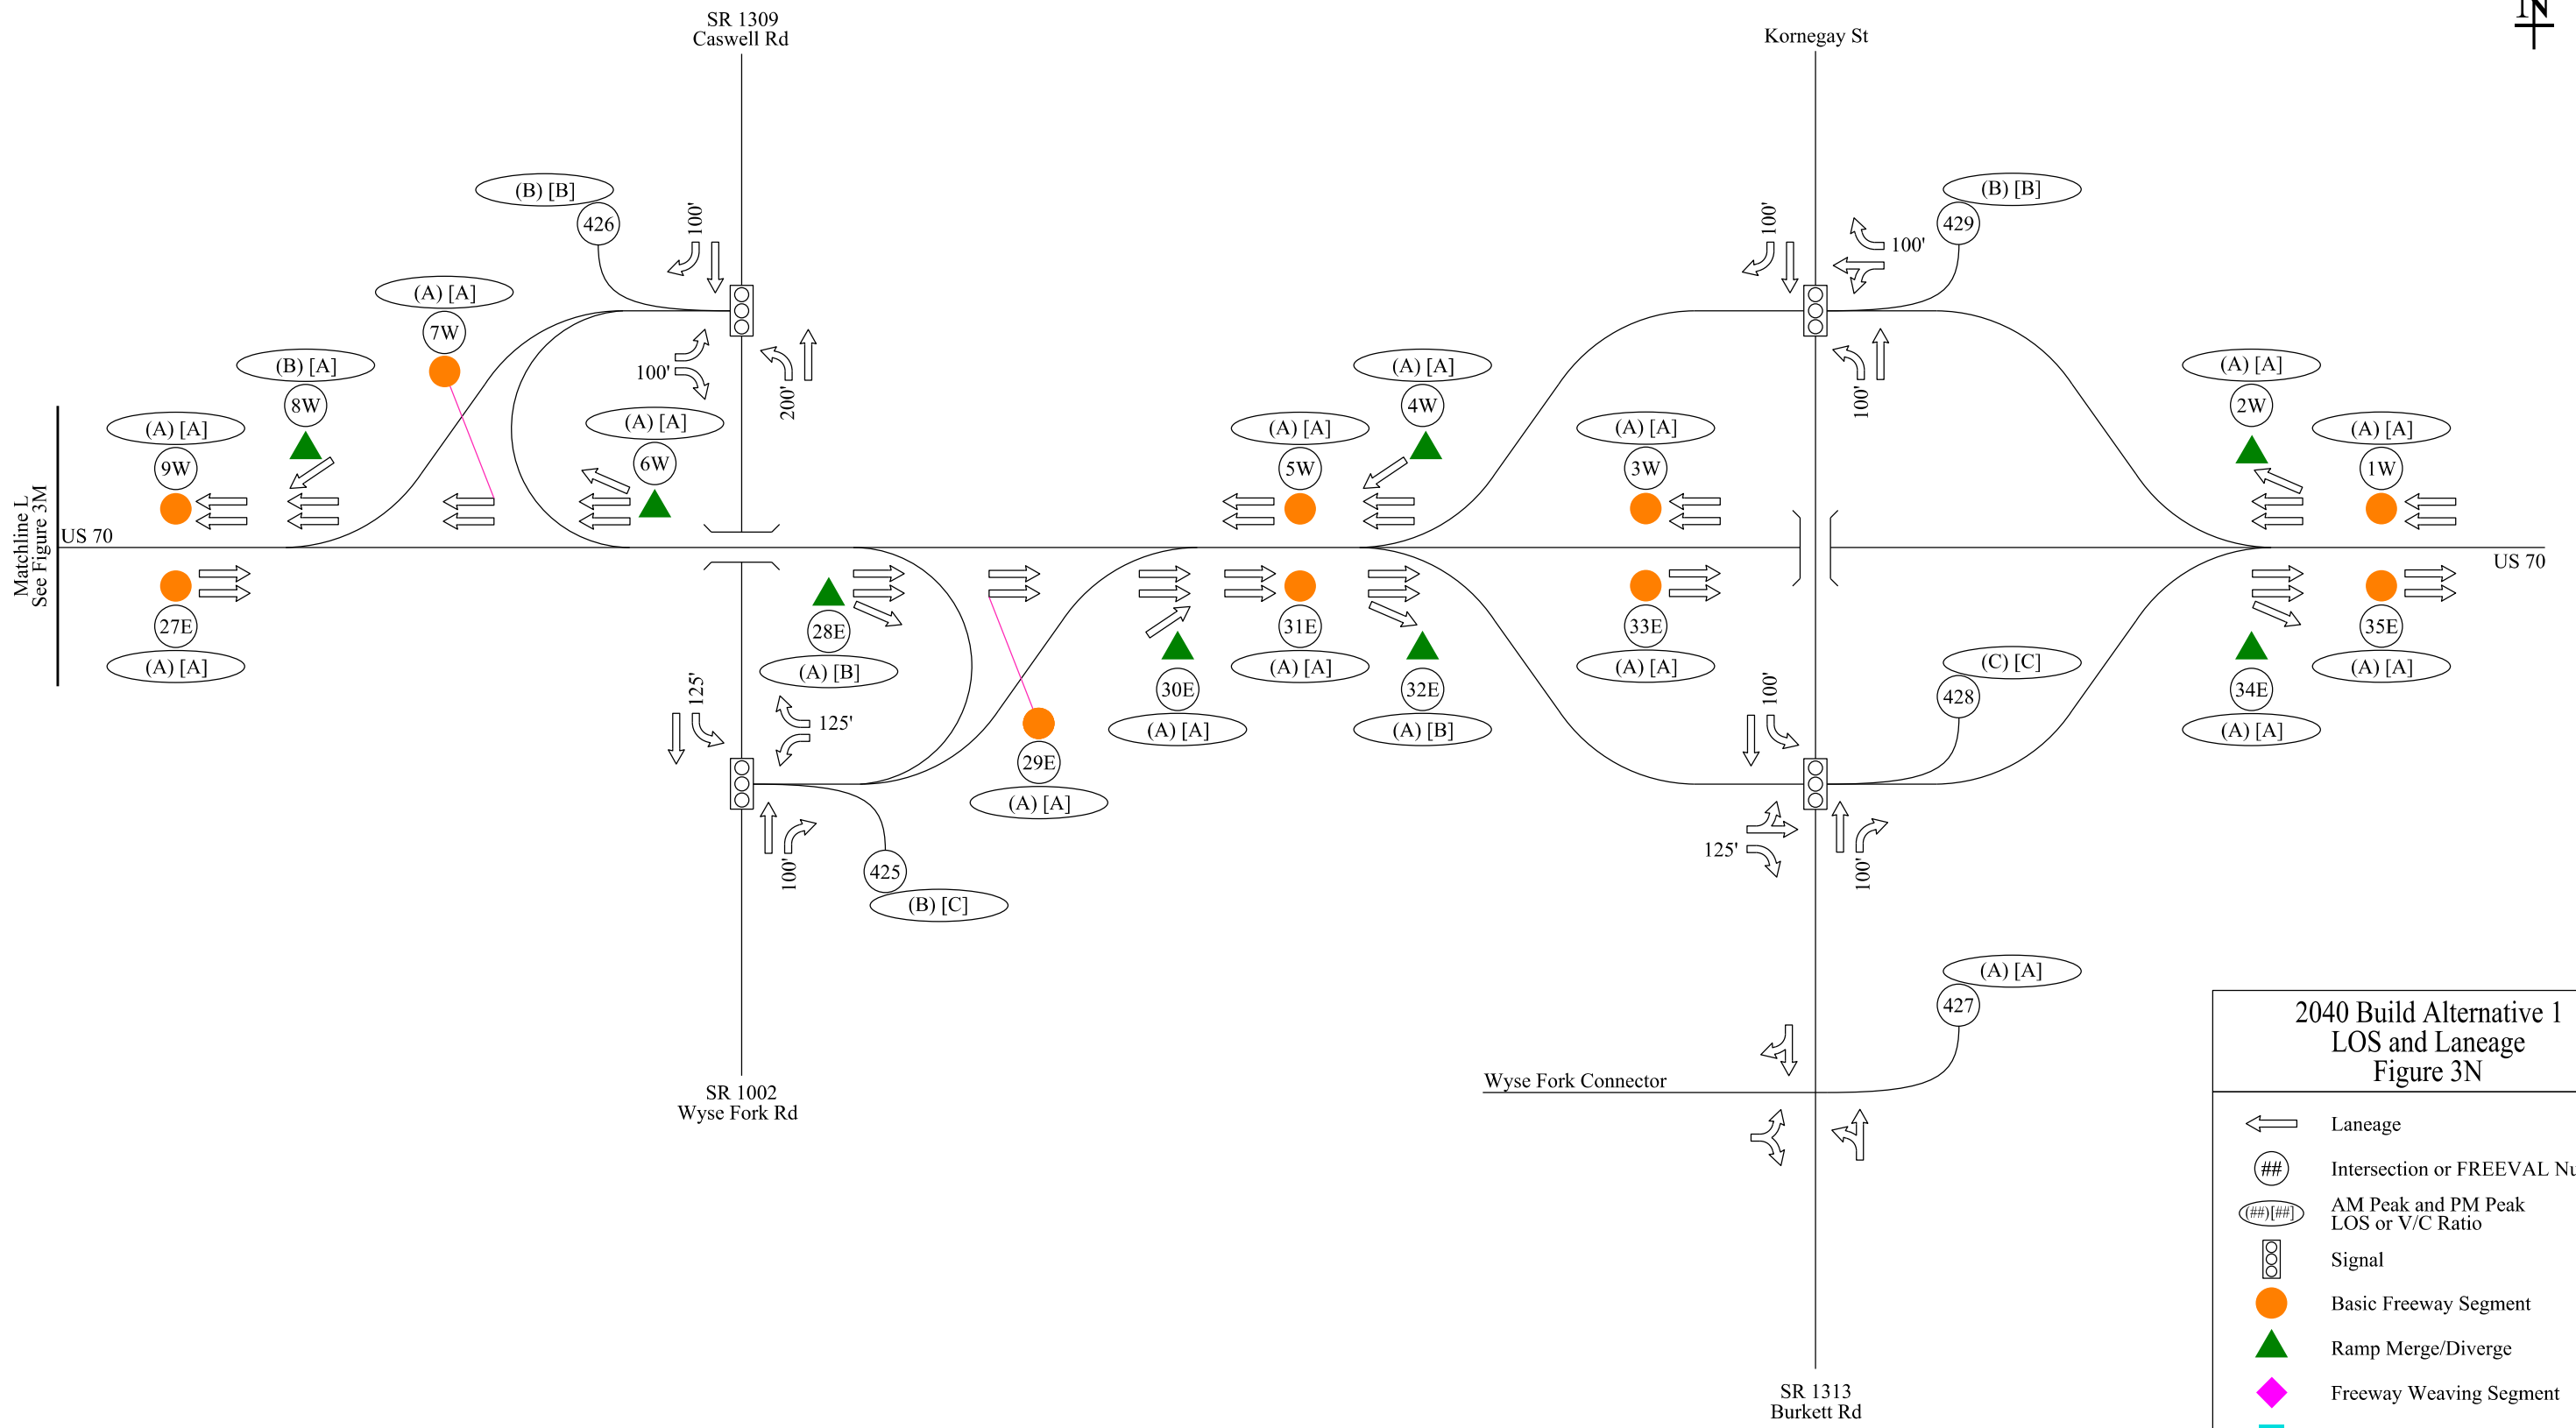 SR 1309
Caswell Rd
Kornegay St
N
(B) [B]
426
100'
100'
100'
(B) [B]
429
(A) [A]
7W
(B) [A]
8W
100'
200'
(A) [A]
6W
(A) [A]
9W
(A) [A]
4W
(A) [A]
5W
(A) [A]
3W
100'
(A) [A]
2W
(A) [A]
1W
Matchline L
See Figure 3M
US 70
US 70
27E
(A) [A]
28E
(A) [B]
125'
125'
29E
(A) [A]
30E
(A) [A]
31E
(A) [A]
32E
(A) [B]
33E
(A) [A]
100'
(C) [C]
428
34E
(A) [A]
35E
(A) [A]
100'
425
(B) [C]
125'
100'
(A) [A]
427
Wyse Fork Connector
SR 1002
Wyse Fork Rd
SR 1313
Burkett Rd
2040 Build Alternative 1
LOS and Laneage
Figure 3N
Laneage
##
Intersection or FREEVAL Nu
(##)[##]
AM Peak and PM Peak
LOS or V/C Ratio
Signal
Basic Freeway Segment
Ramp Merge/Diverge
Freeway Weaving Segment